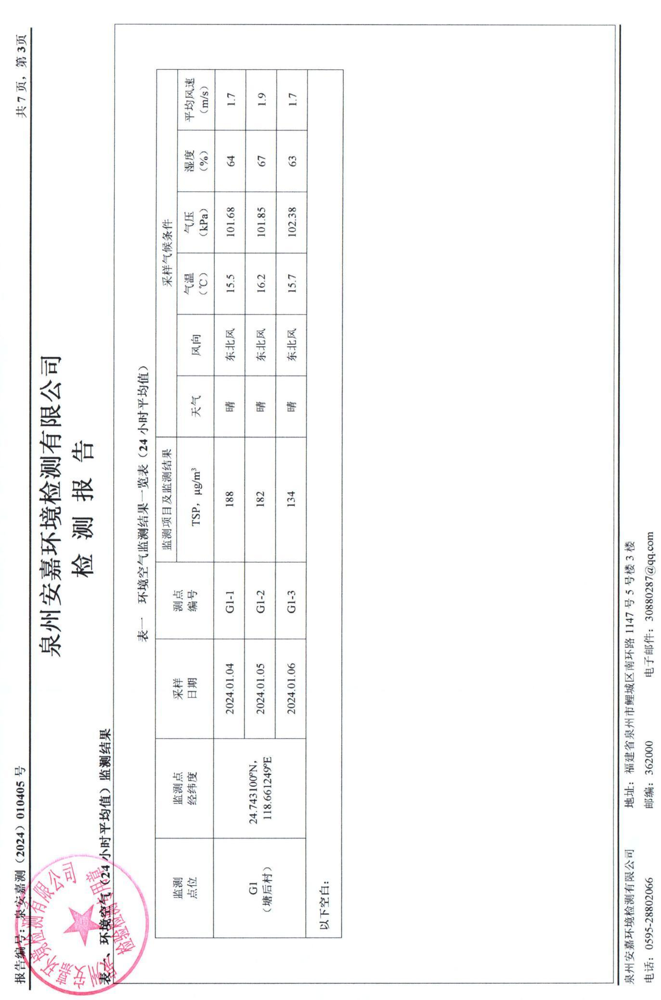 报告编号：泉安嘉测（2024）010405 号
共 7 页，第 3页
泉州安嘉环境检测有限公司
检 测 报 告
表一、环境空气（24 小时平均值）监测结果
表一 环境空气监测结果一览表（24 小时平均值）
监测
点位
监测点
经纬度
采样
日期
测点
编号
监测项目及监测结果
采样气候条件
TSP，μg/m³
天气
风向
气温
（℃）
气压
（kPa）
湿度
（%）
平均风速
（m/s）
G1
（塘后村）
24.743100ºN，
118.661249ºE
2024.01.04 G1-1 188 晴 东北风 15.5 101.68 64 1.7
2024.01.05 G1-2 182 晴 东北风 16.2 101.85 67 1.9
2024.01.06 G1-3 134 晴 东北风 15.7 102.38 63 1.7
以下空白:
泉州安嘉环境检测有限公司
检验检测专用章
泉州安嘉环境检测有限公司 地址：福建省泉州市鲤城区南环路 1147 号 5 号楼 3 楼
电话：0595-28802066 邮编：362000 电子邮件：30880287@qq.com